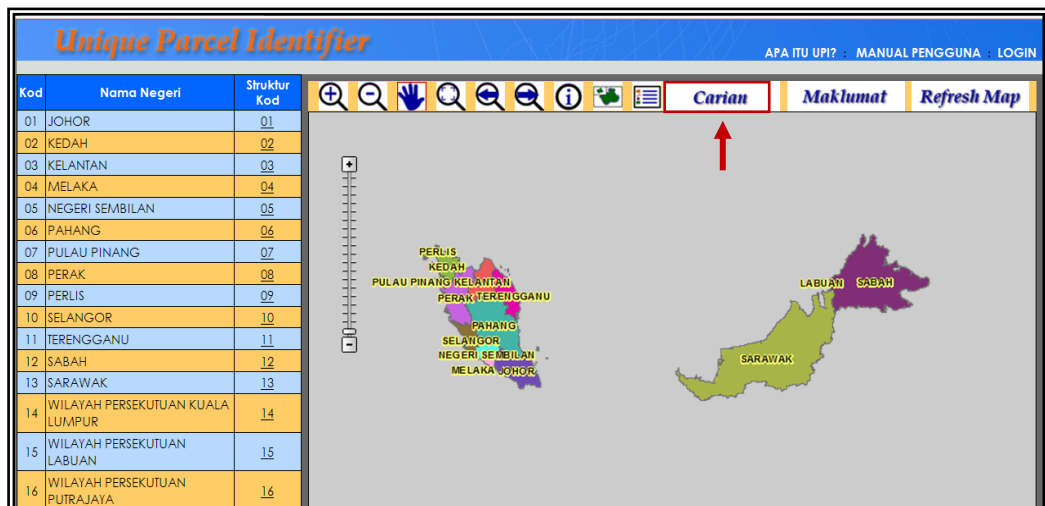 Unique Parcel Identifier
APA ITU UPI? : MANUAL PENGGUNA : LOGIN
Kod Nama Negeri Struktur Kod
Carian Maklumat Refresh Map
01 JOHOR 01
02 KEDAH 02
03 KELANTAN 03
04 MELAKA 04
05 NEGERI SEMBILAN 05
06 PAHANG 06
07 PULAU PINANG 07
08 PERAK 08
09 PERLIS 09
10 SELANGOR 10
11 TERENGGANU 11
12 SABAH 12
13 SARAWAK 13
14 WILAYAH PERSEKUTUAN KUALA
LUMPUR 14
15 WILAYAH PERSEKUTUAN
LABUAN 15
16 WILAYAH PERSEKUTUAN
PUTRAJAYA 16
PERLIS
KEDAH
PULAU PINANG KELANTAN
PERAK TERENGGANU
PAHANG
SELANGOR
NEGERI SEMBILAN
MELAKA JOHOR
LABUAN SABAH
SARAWAK